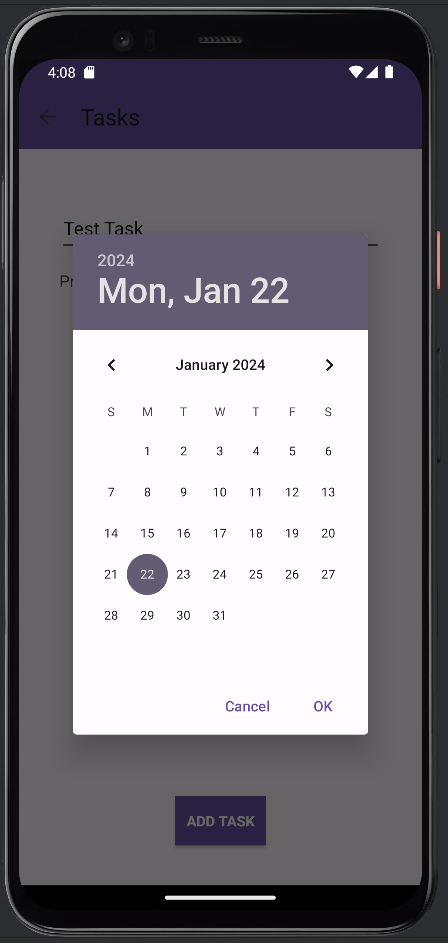 4:08
Tasks
Test Task
Pr
2024
Mon, Jan 22
January 2024
S M T W T F S
1 2 3 4 5 6
7 8 9 10 11 12 13
14 15 16 17 18 19 20
21 22 23 24 25 26 27
28 29 30 31
Cancel OK
ADD TASK